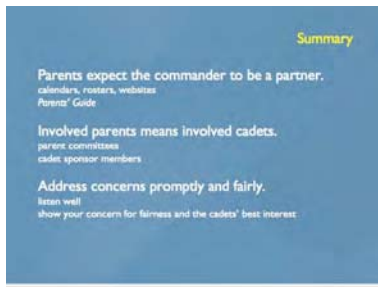 Summary
Parents expect the commander to be a partner.
calendars, rosters, websites
Parents' Guide
Involved parents means involved cadets.
parent committees
cadet sponsor members
Address concerns promptly and fairly.
listen well
show your concern for fairness and the cadets' best interest